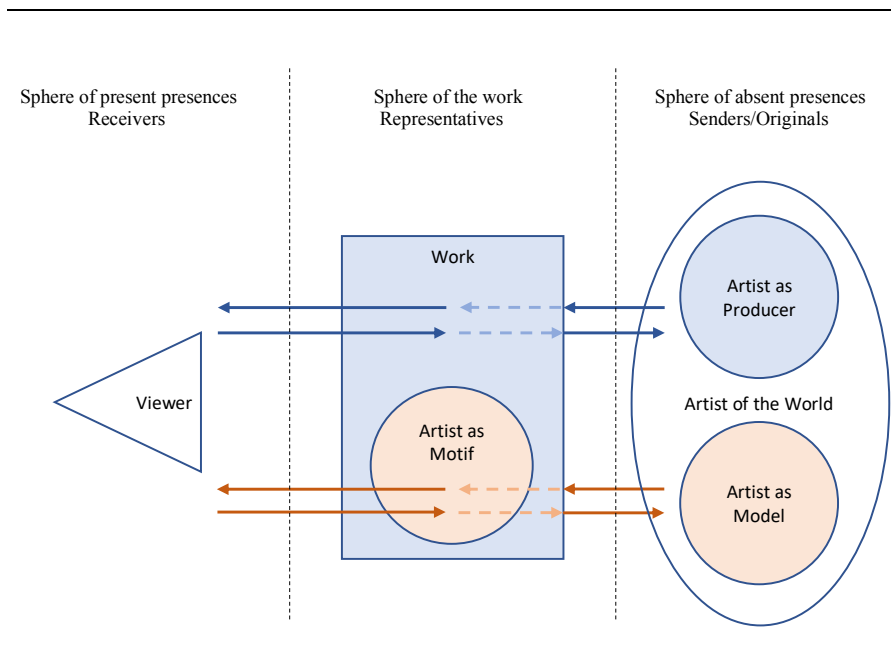 Sphere of present presences
Receivers
Sphere of the work
Representatives
Sphere of absent presences
Senders/Originals
Work
Artist as
Producer
Viewer
Artist of the World
Artist as
Motif
Artist as
Model